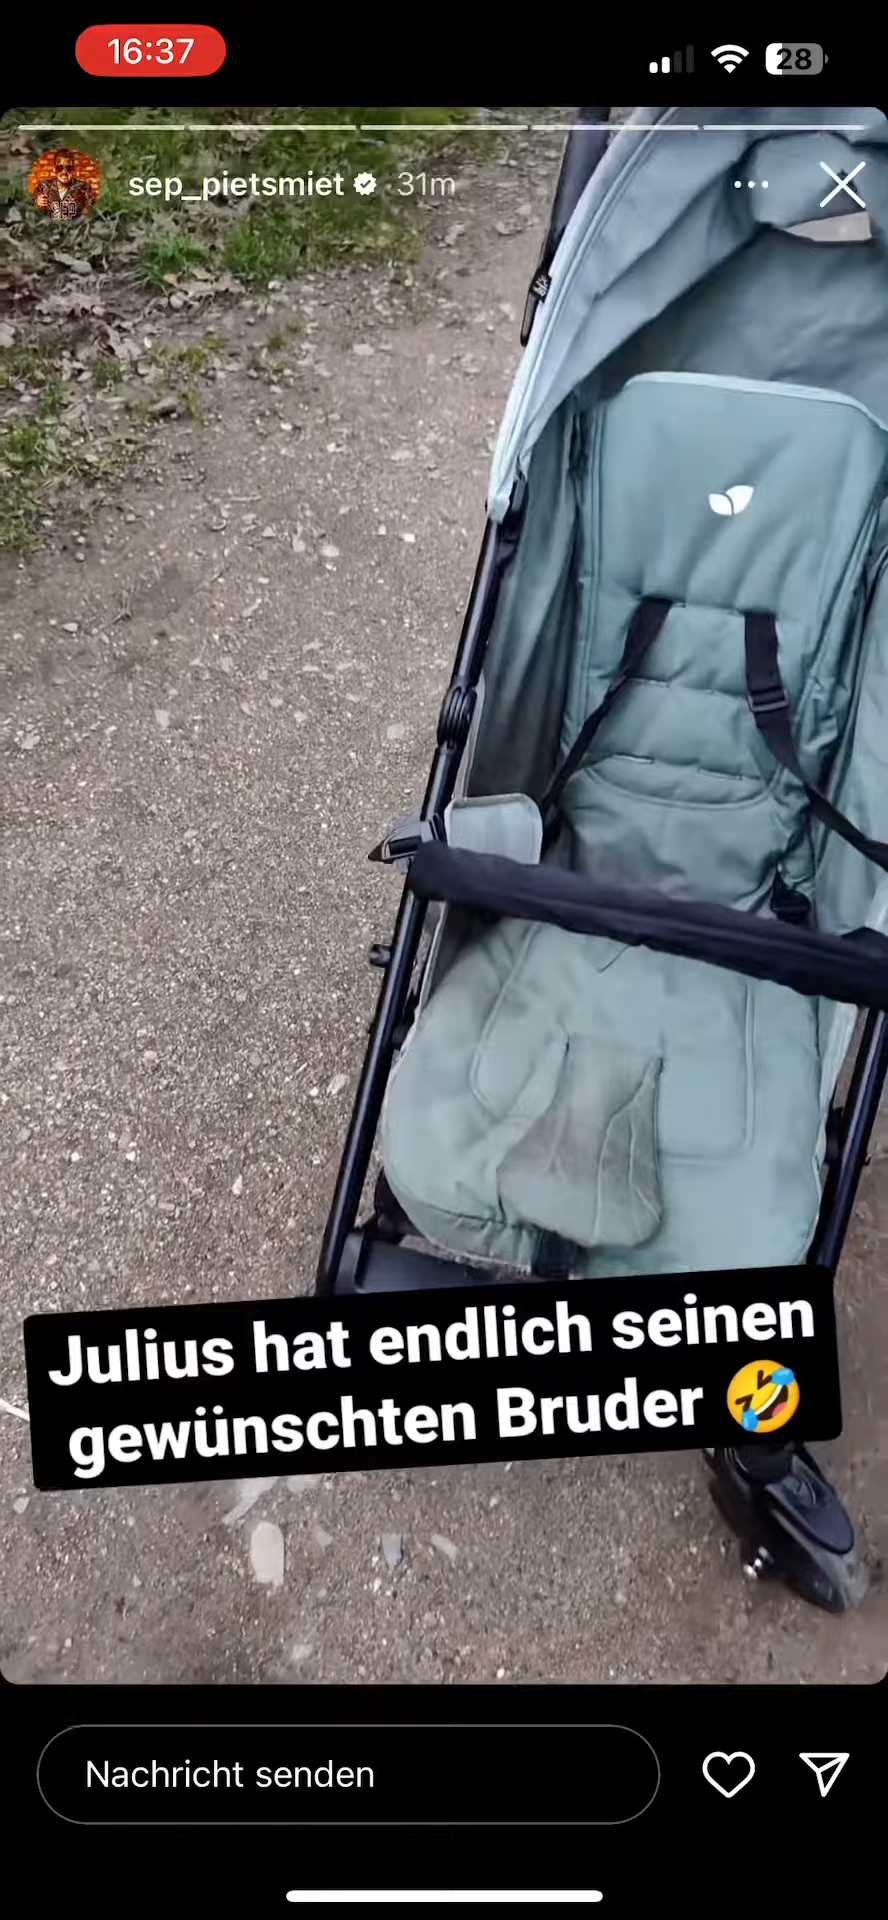 16:37
28
sep_pietsmiet 31m
Julius hat endlich seinen
gewünschten Bruder 🤣
Nachricht senden